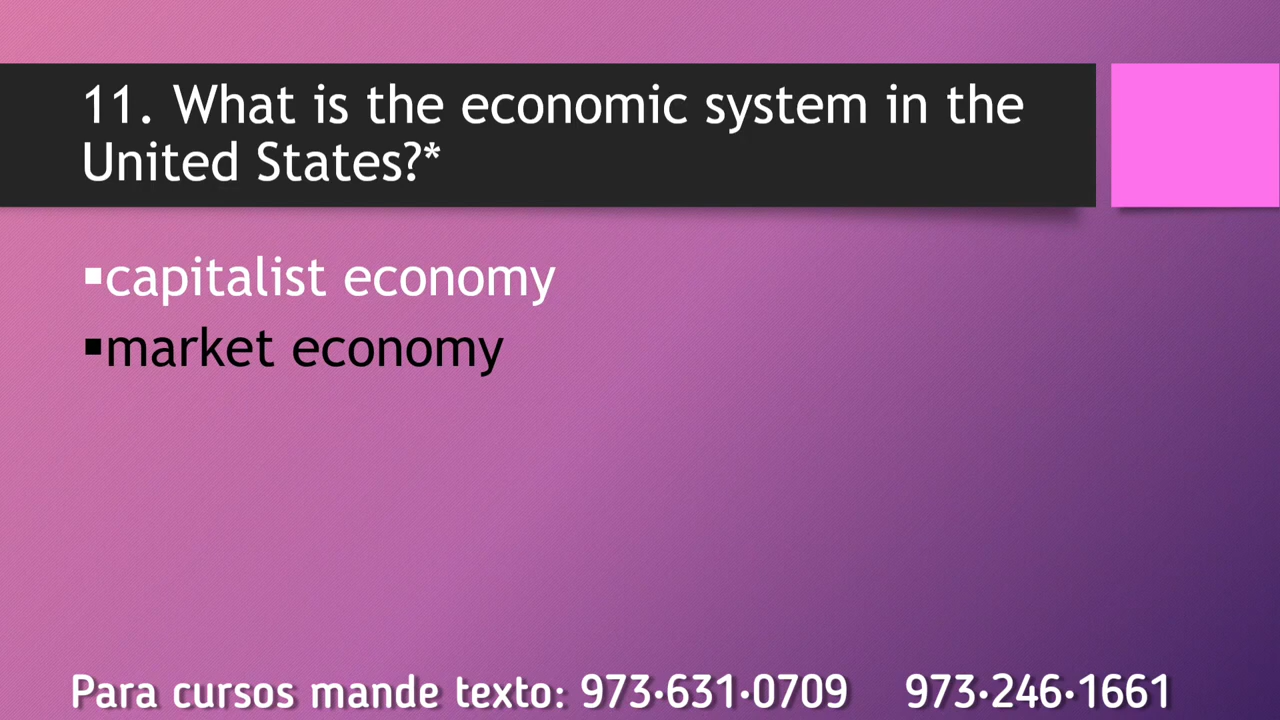 11. What is the economic system in the
United States?*
▪capitalist economy
▪market economy
Para cursos mande texto: 973·631·0709 973·246·1661